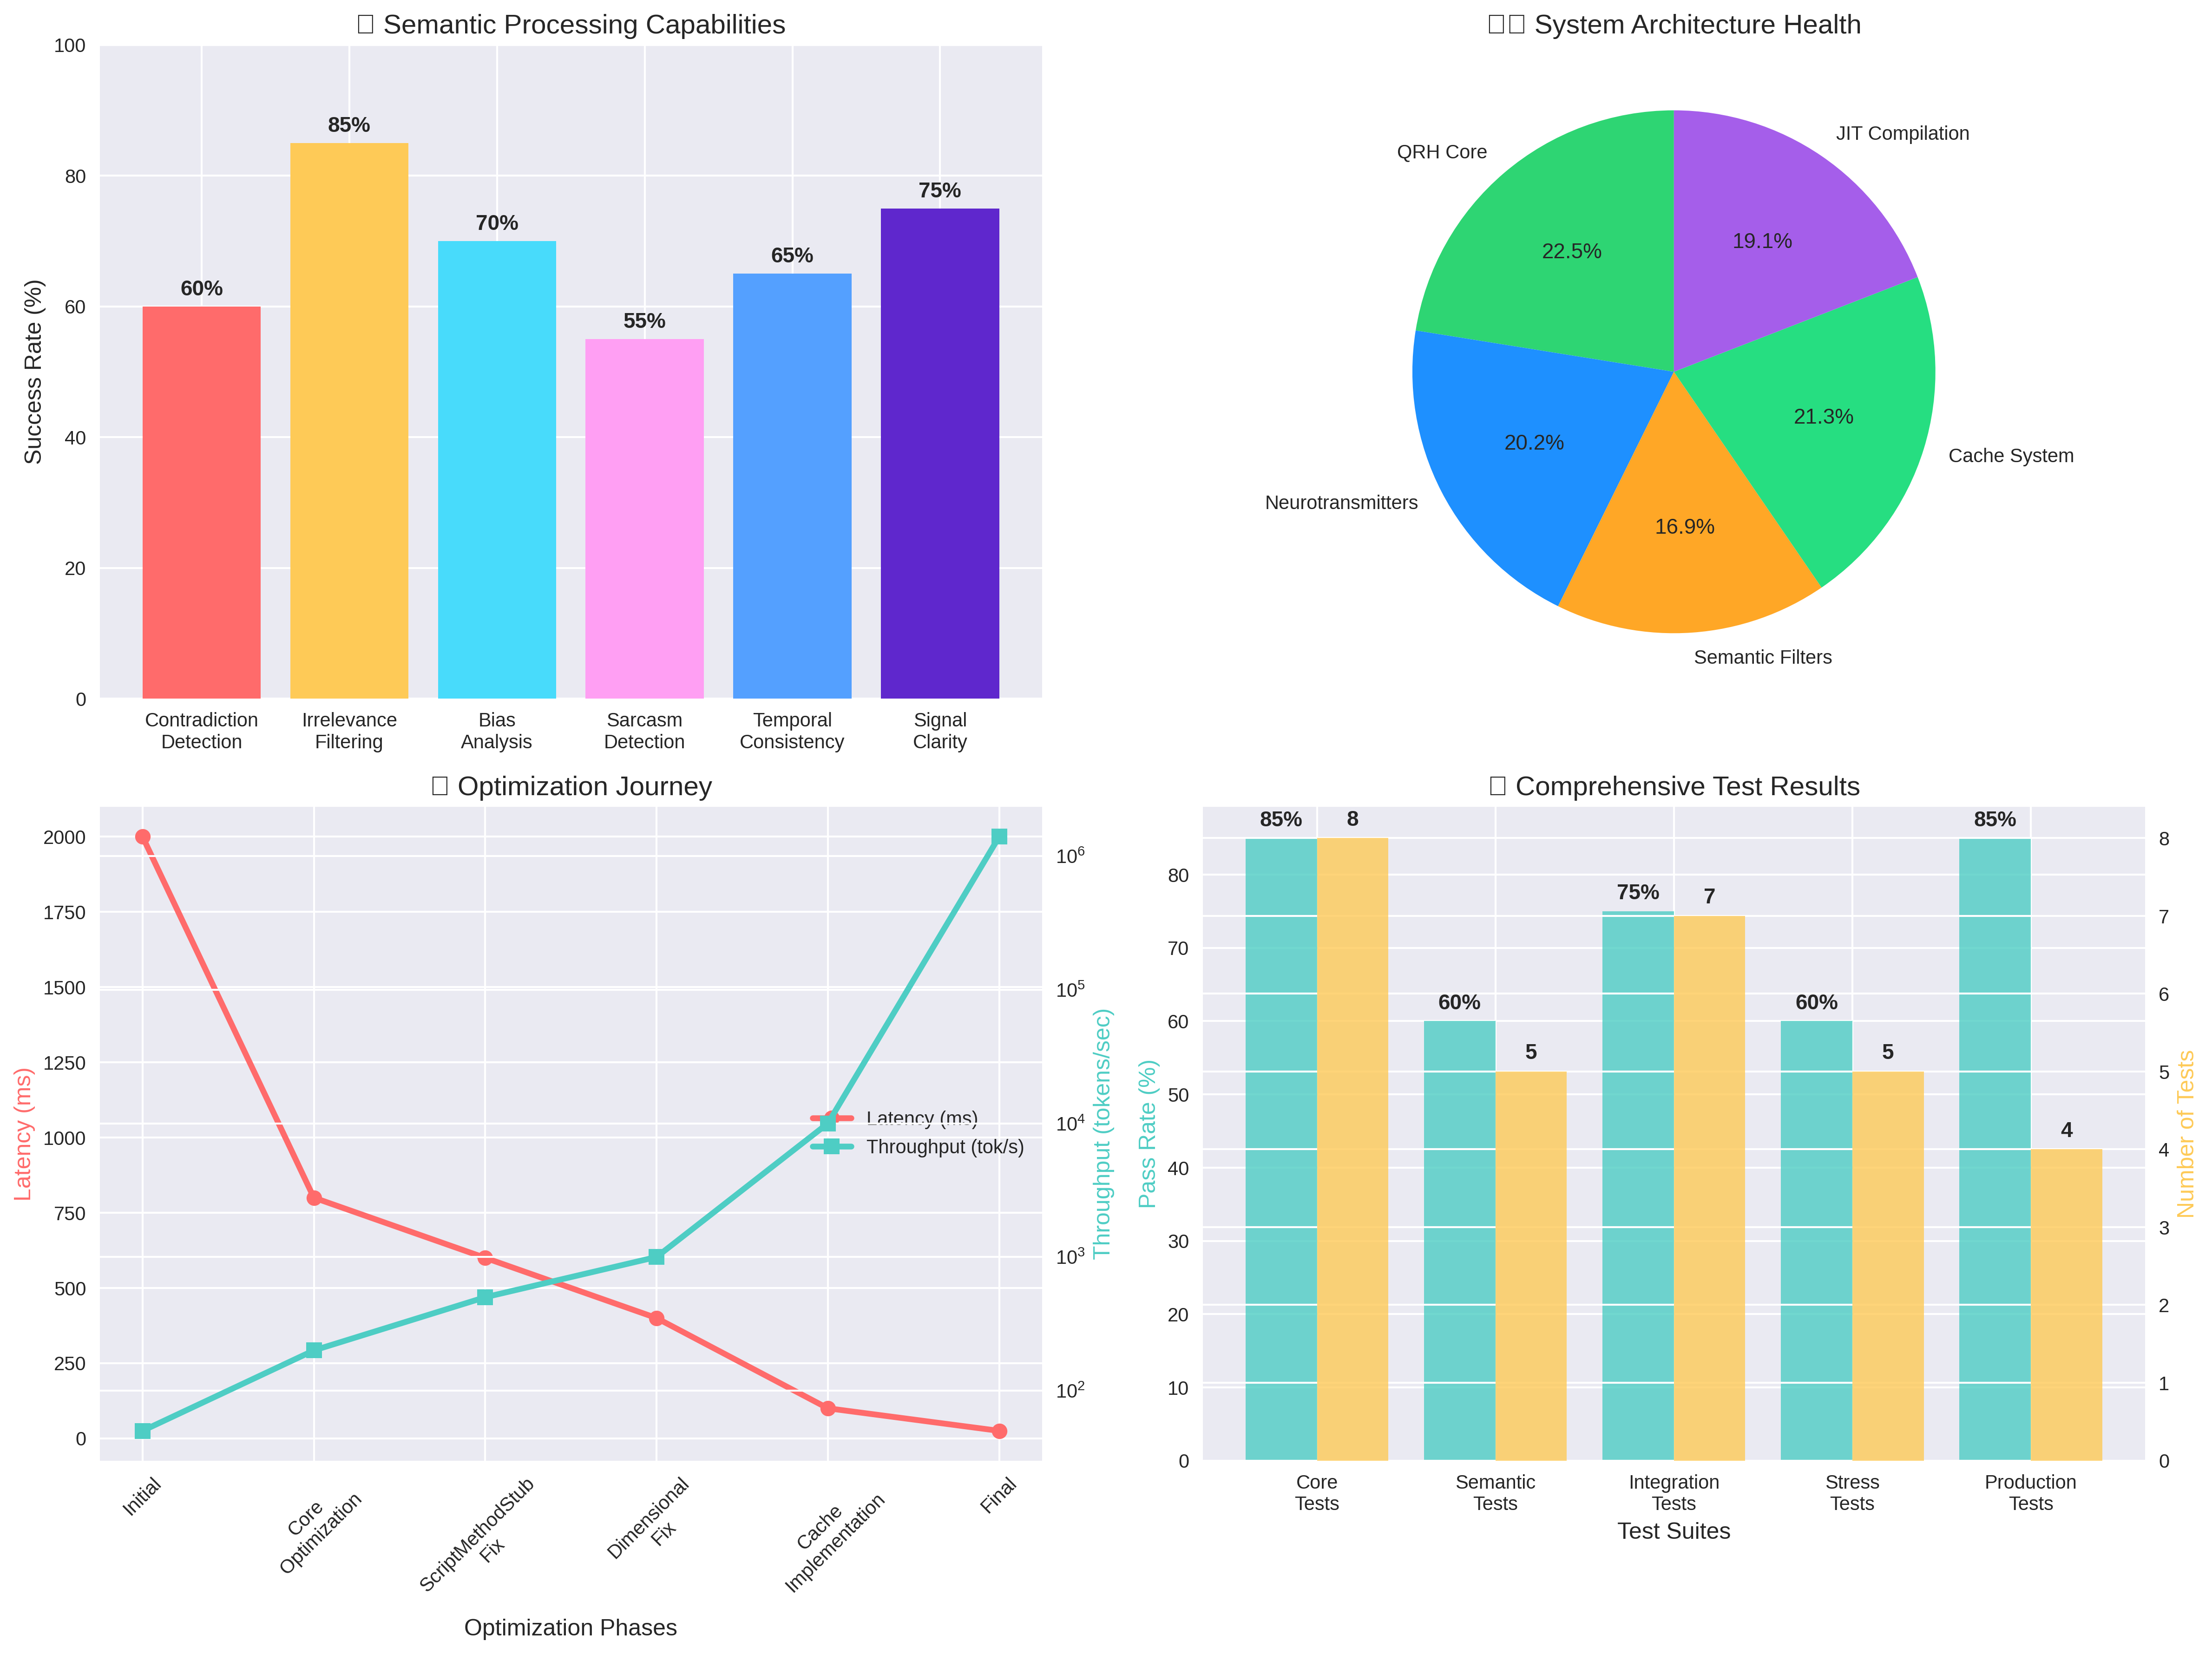 Semantic Processing Capabilities
100
80
60
40
20
0
Success Rate (%)
60%
85%
70%
55%
65%
75%
Contradiction
Detection
Irrelevance
Filtering
Bias
Analysis
Sarcasm
Detection
Temporal
Consistency
Signal
Clarity
System Architecture Health
QRH Core
22.5%
JIT Compilation
19.1%
Neurotransmitters
20.2%
Cache System
21.3%
Semantic Filters
16.9%
Optimization Journey
2000
1750
1500
1250
1000
750
500
250
0
Latency (ms)
10⁶
10⁵
10⁴
10³
10²
Throughput (tokens/sec)
Latency (ms)
Throughput (tok/s)
Initial
Core
Optimization
ScriptMethodStub
Fix
Dimensional
Fix
Cache
Implementation
Final
Optimization Phases
Comprehensive Test Results
80
70
60
50
40
30
20
10
0
Pass Rate (%)
85%
8
60%
5
75%
7
60%
5
85%
4
8
7
6
5
4
3
2
1
0
Number of Tests
Core
Tests
Semantic
Tests
Integration
Tests
Stress
Tests
Production
Tests
Test Suites